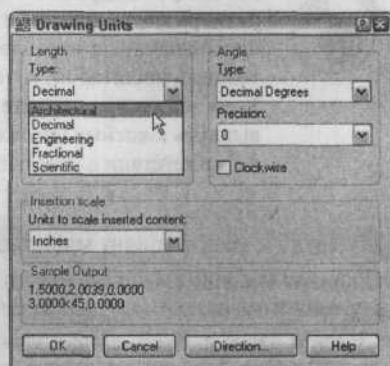 Drawing Units
Length
Type:
Decimal
Architectural
Decimal
Engineering
Fractional
Scientific
Angle
Type:
Decimal Degrees
Precision:
0
Clockwise
Insertion scale
Units to scale inserted content:
Inches
Sample Output
1.5000,2.0039,0.0000
3.0000<45,0.0000
OK
Cancel
Direction...
Help